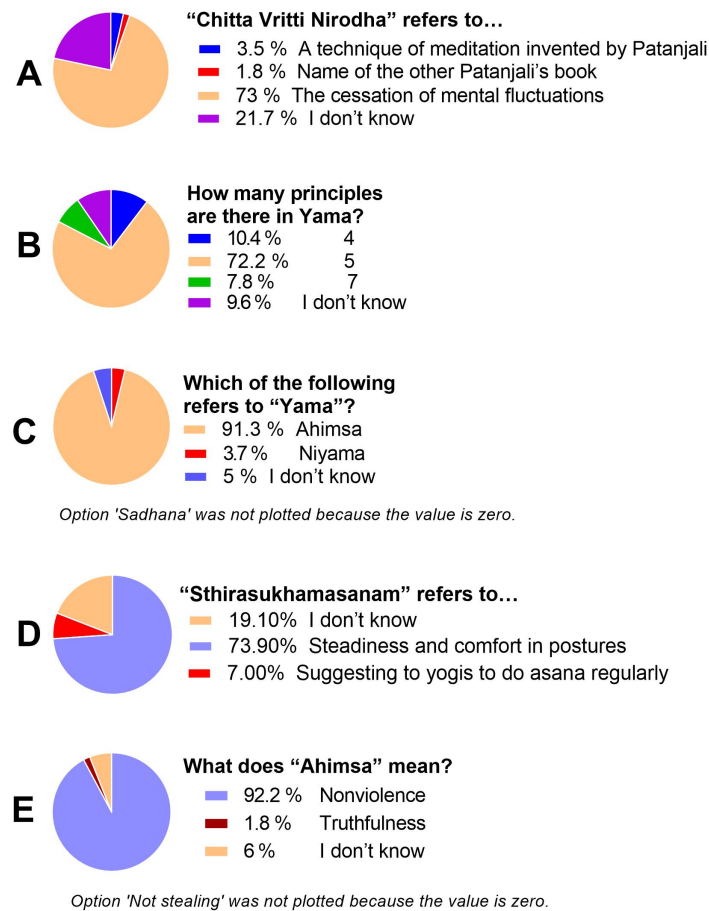 “Chitta Vritti Nirodha” refers to…
A
3.5 % A technique of meditation invented by Patanjali
1.8 % Name of the other Patanjali’s book
73 % The cessation of mental fluctuations
21.7 % I don’t know
How many principles
are there in Yama?
B
10.4 % 4
72.2 % 5
7.8 % 7
9.6 % I don’t know
Which of the following
refers to “Yama”?
C
91.3 % Ahimsa
3.7 % Niyama
5 % I don’t know
Option 'Sadhana' was not plotted because the value is zero.
“Sthirasukhamasanam” refers to…
D
19.10% I don’t know
73.90% Steadiness and comfort in postures
7.00% Suggesting to yogis to do asana regularly
What does “Ahimsa” mean?
E
92.2 % Nonviolence
1.8 % Truthfulness
6 % I don’t know
Option 'Not stealing' was not plotted because the value is zero.